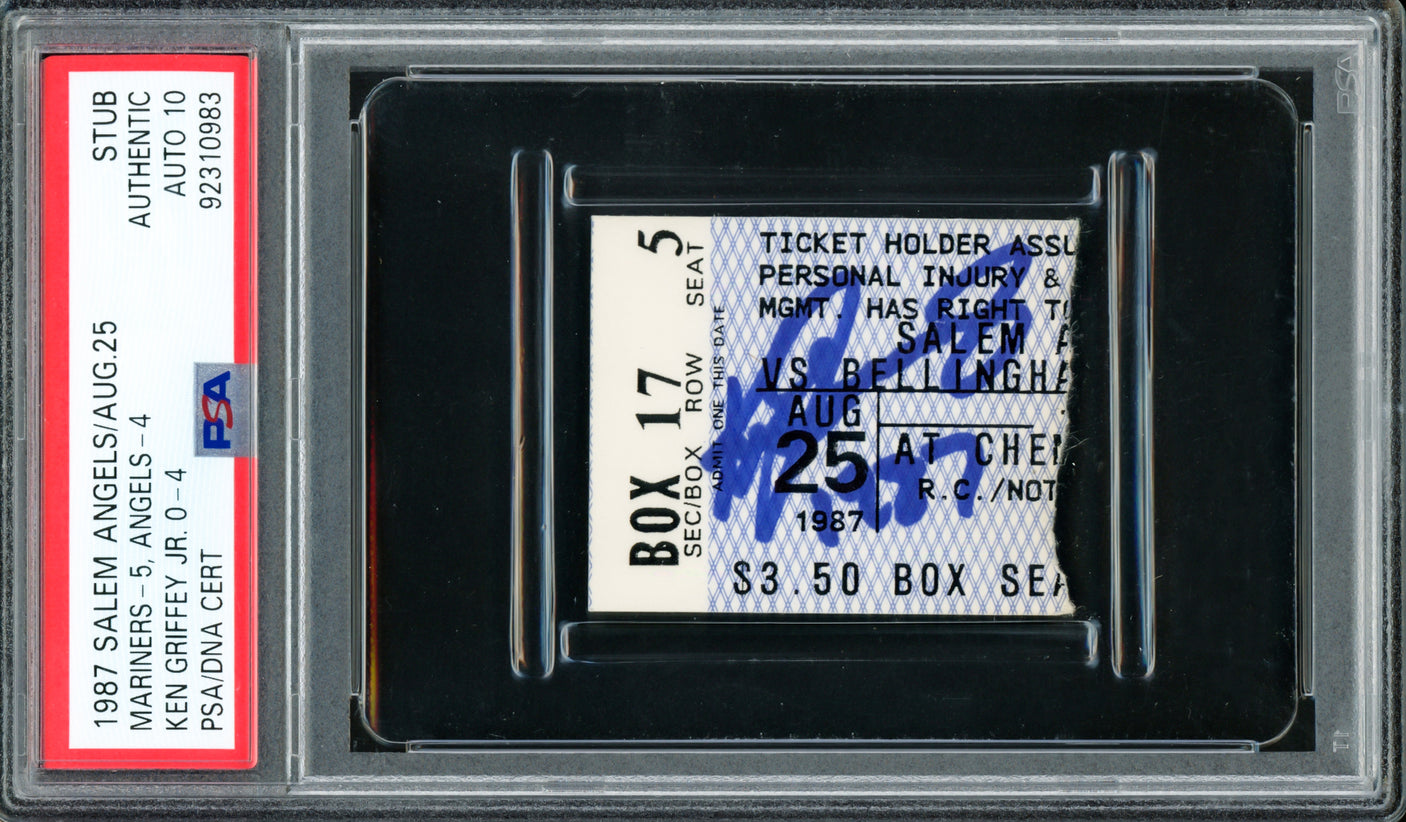 1987 SALEM ANGELS/AUG.25 STUB
MARINERS-5, ANGELS-4 AUTHENTIC
KEN GRIFFEY JR. 0-4 AUTO 10
PSA/DNA CERT 92310983
PSA
BOX 17 5
SEC/BOX ROW SEAT
ADMIT ONE THIS DATE
TICKET HOLDER ASSU
PERSONAL INJURY &
MGMT. HAS RIGHT TO
SALEM A
VS BELLINGHA
AUG
25
1987
AT CHEM
R.C./NOT
$3.50 BOX SEA
PSA